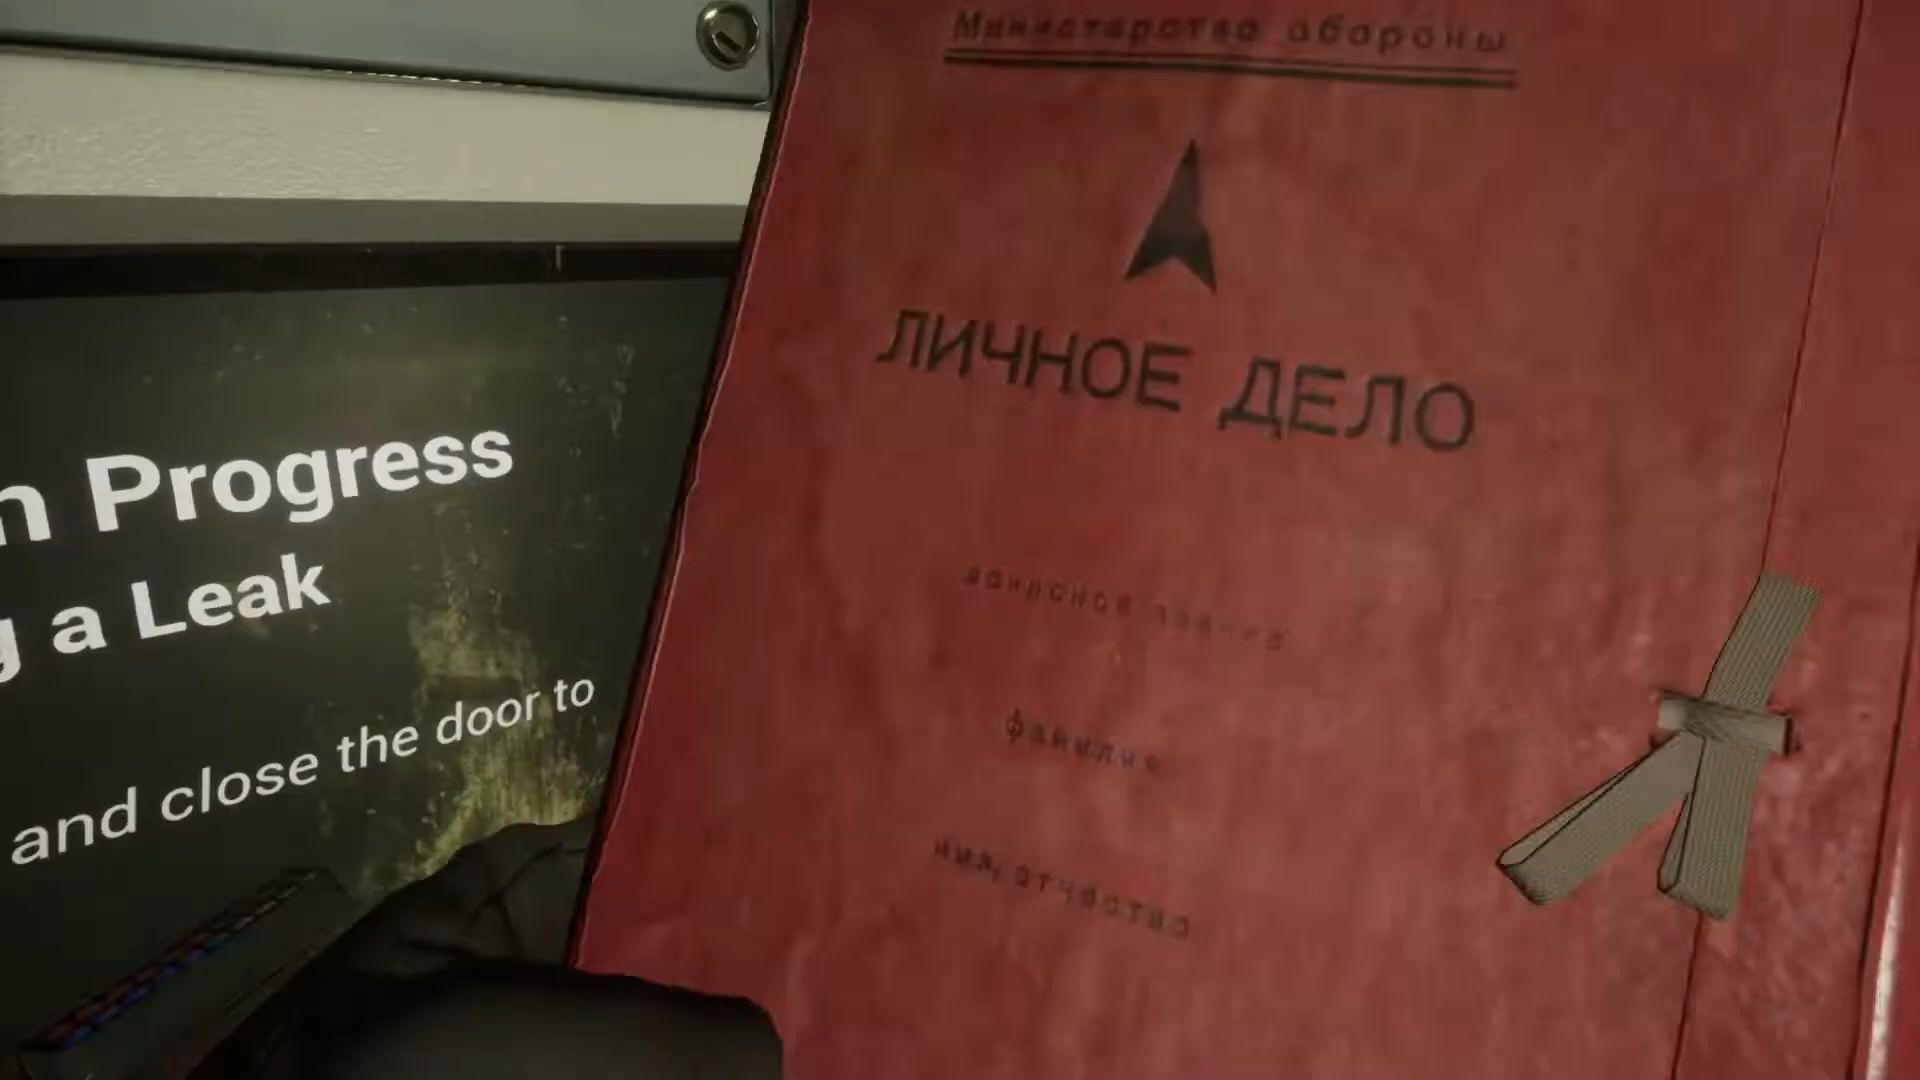 Министерство обороны
ЛИЧНОЕ ДЕЛО
воинское звание
фамилия
имя, отчество
n Progress
g a Leak
and close the door to